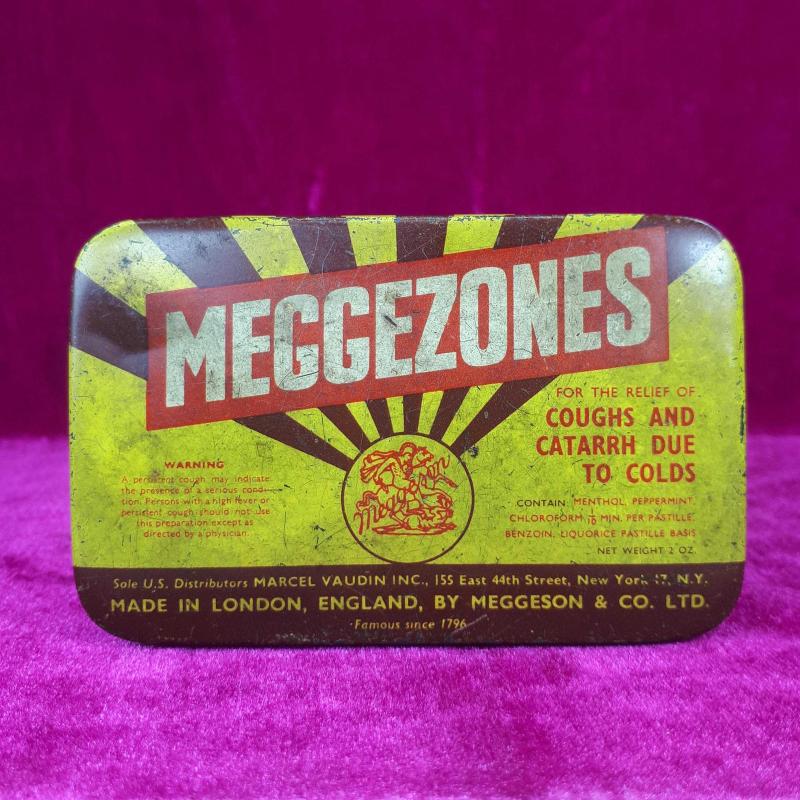 MEGGEZONES
FOR THE RELIEF OF
COUGHS AND
CATARRH DUE
TO COLDS
WARNING
A persistent cough may indicate
the presence of a serious condi-
tion. Persons with a high fever or
persistent cough should not use
this preparation except as
directed by a physician.
Meggeson
CONTAIN MENTHOL, PEPPERMINT,
CHLOROFORM MIN. PER PASTILLE.
BENZOIN, LIQUORICE PASTILLE BASIS
NET WEIGHT 2 OZ.
Sole U.S. Distributors MARCEL VAUDIN INC., 155 East 44th Street, New York 17, N.Y.
MADE IN LONDON, ENGLAND, BY MEGGESON & CO. LTD.
Famous since 1796